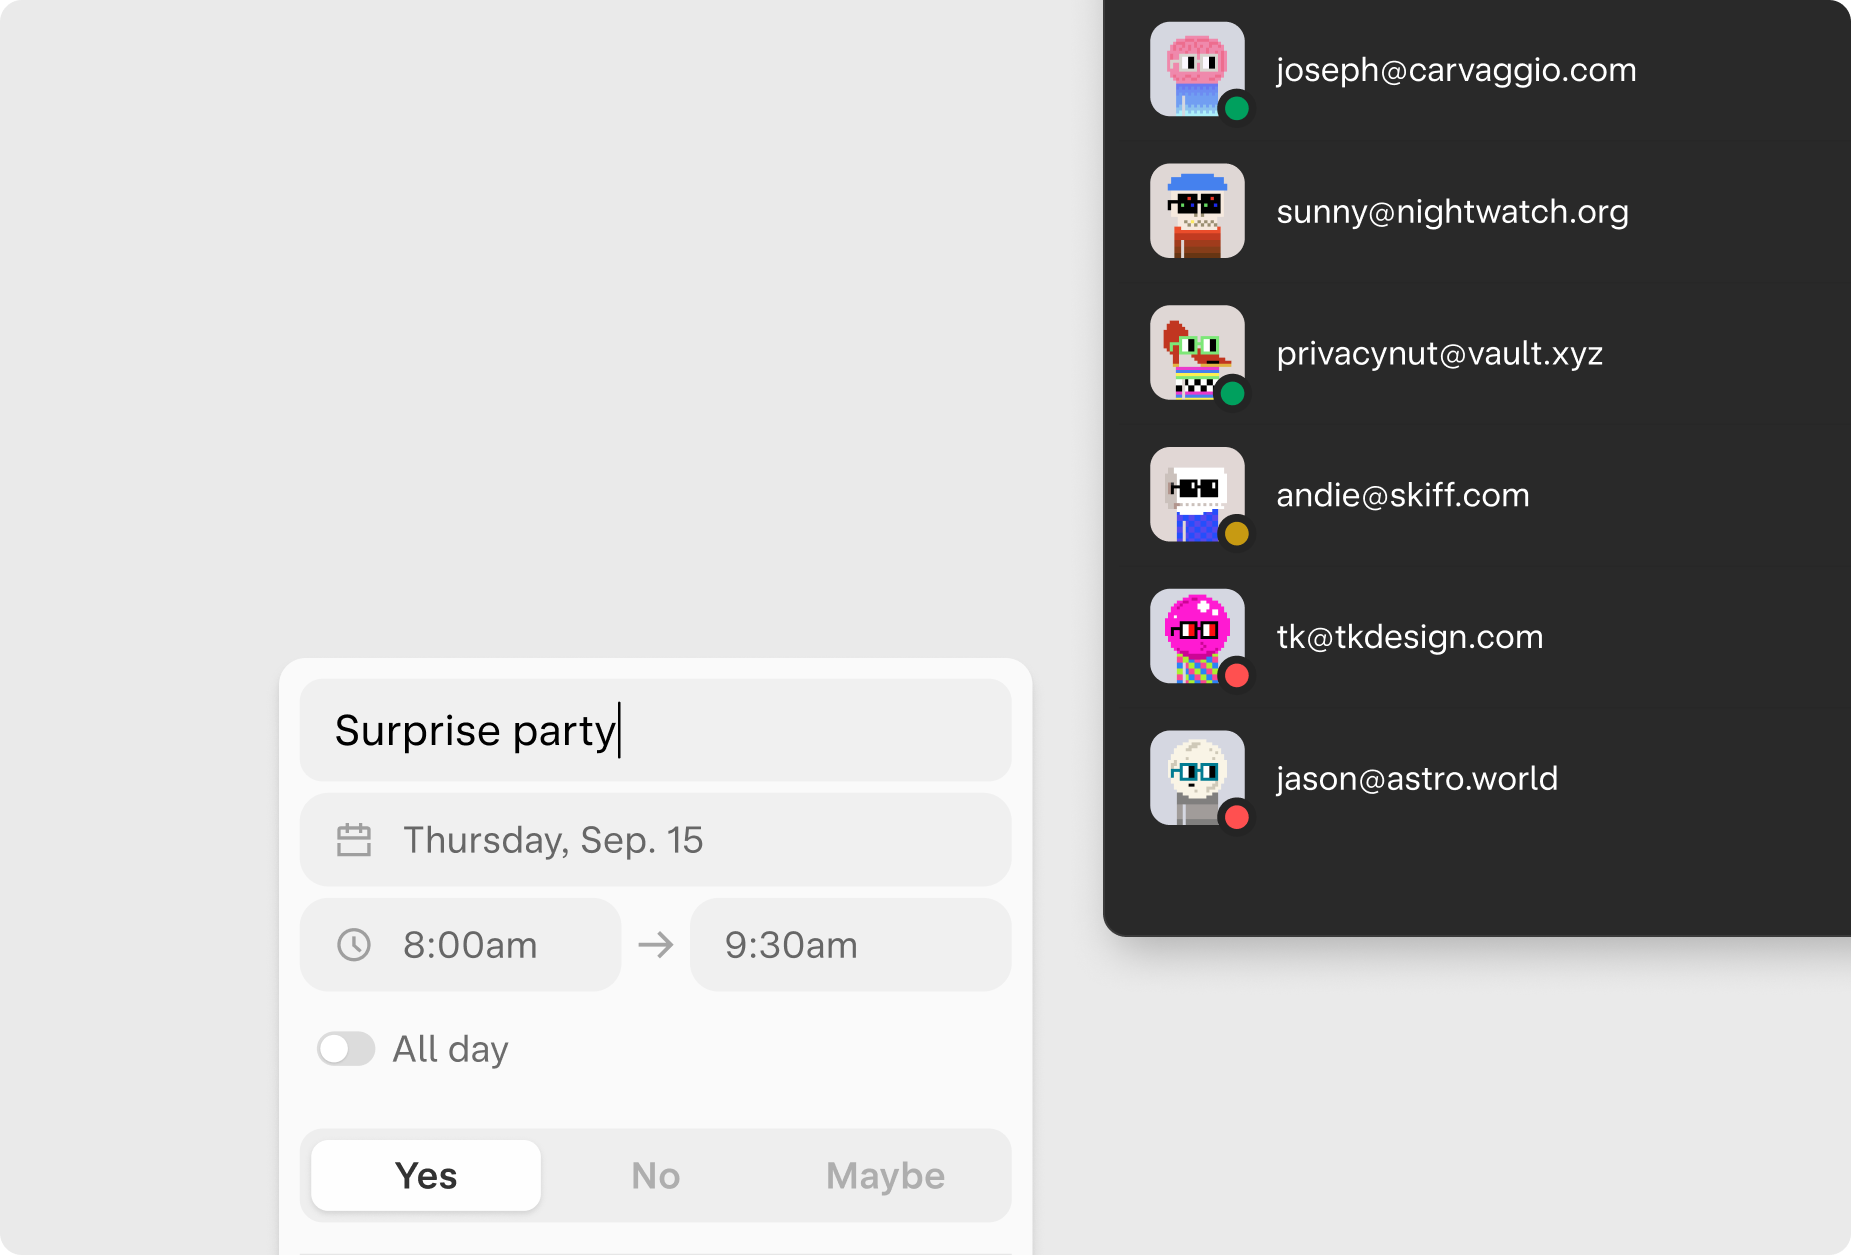 joseph@carvaggio.com
sunny@nightwatch.org
privacynut@vault.xyz
andie@skiff.com
tk@tkdesign.com
jason@astro.world
Surprise party
Thursday, Sep. 15
8:00am → 9:30am
All day
Yes No Maybe